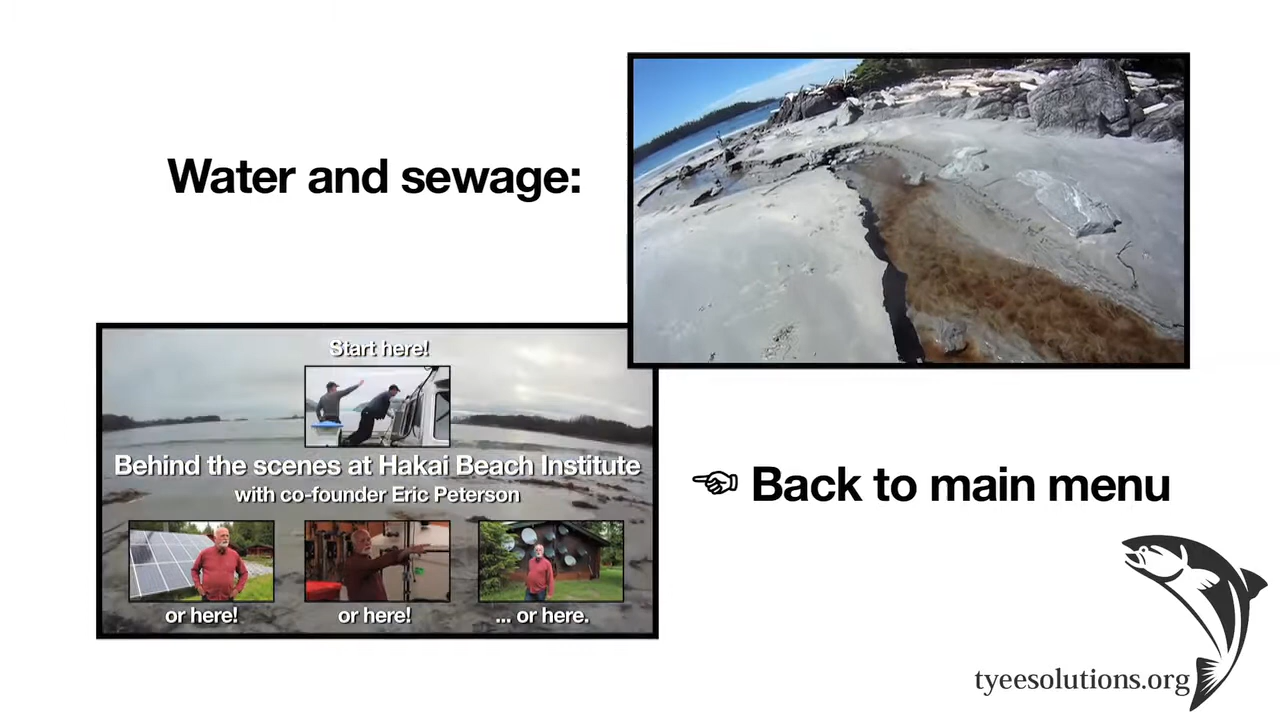 Water and sewage:
Start here!
Behind the scenes at Hakai Beach Institute
with co-founder Eric Peterson
or here!
or here!
... or here.
Back to main menu
tyeesolutions.org